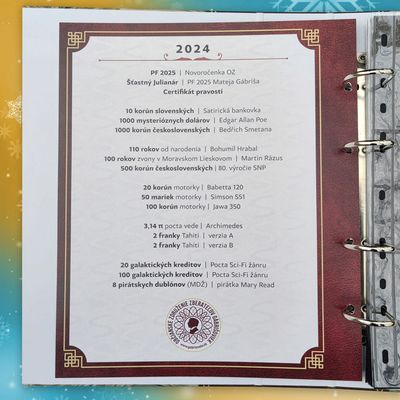 2024
PF 2025 | Novoročenka OZ
Šťastný Julianár | PF 2025 Mateja Gábriša
Certifikát pravosti
10 korún slovenských | Satirická bankovka
1000 mysterióznych dolárov | Edgar Allan Poe
1000 korún československých | Bedřich Smetana
110 rokov od narodenia | Bohumil Hrabal
100 rokov zvony v Moravskom Lieskovom | Martin Rázus
500 korún československých | 80. výročie SNP
20 korún motorky | Babetta 120
50 mariek motorky | Simson S51
100 korún motorky | Jawa 350
3,14 π pocta vede | Archimedes
2 franky Tahiti | verzia A
2 franky Tahiti | verzia B
20 galaktických kreditov | Pocta Sci-Fi žánru
100 galaktických kreditov | Pocta Sci-Fi žánru
8 pirátskych dublónov (MDŽ) | pirátka Mary Read
OBČIANSKE ZDRUŽENIE ZBERATEĽOV GÁBRIŠOVIEK